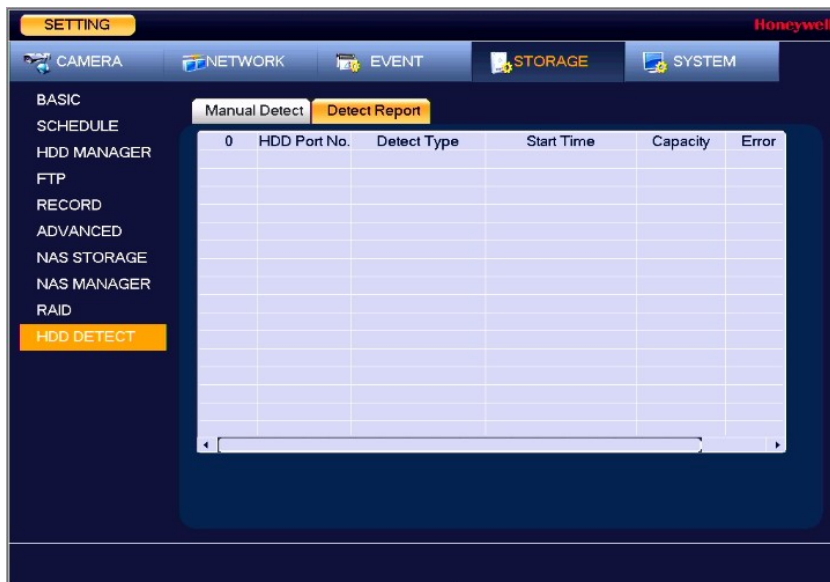 SETTING
Honeywell
CAMERA NETWORK EVENT STORAGE SYSTEM
BASIC
SCHEDULE
HDD MANAGER
FTP
RECORD
ADVANCED
NAS STORAGE
NAS MANAGER
RAID
HDD DETECT
Manual Detect Detect Report
0 HDD Port No. Detect Type Start Time Capacity Error